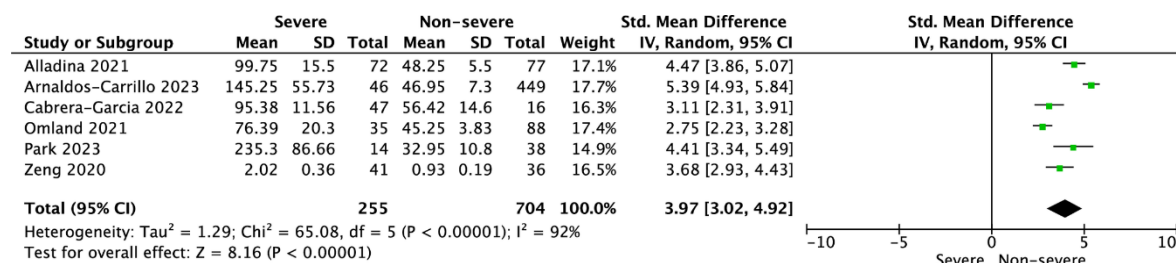 Severe Non-severe Std. Mean Difference Std. Mean Difference
Study or Subgroup Mean SD Total Mean SD Total Weight IV, Random, 95% CI IV, Random, 95% CI
Alladina 2021 99.75 15.5 72 48.25 5.5 77 17.1% 4.47 [3.86, 5.07]
Arnaldos-Carrillo 2023 145.25 55.73 46 46.95 7.3 449 17.7% 5.39 [4.93, 5.84]
Cabrera-Garcia 2022 95.38 11.56 47 56.42 14.6 16 16.3% 3.11 [2.31, 3.91]
Omland 2021 76.39 20.3 35 45.25 3.83 88 17.4% 2.75 [2.23, 3.28]
Park 2023 235.3 86.66 14 32.95 10.8 38 14.9% 4.41 [3.34, 5.49]
Zeng 2020 2.02 0.36 41 0.93 0.19 36 16.5% 3.68 [2.93, 4.43]
Total (95% CI) 255 704 100.0% 3.97 [3.02, 4.92]
Heterogeneity: Tau² = 1.29; Chi² = 65.08, df = 5 (P < 0.00001); I² = 92%
Test for overall effect: Z = 8.16 (P < 0.00001)
-10 -5 0 5 10
Severe Non-severe